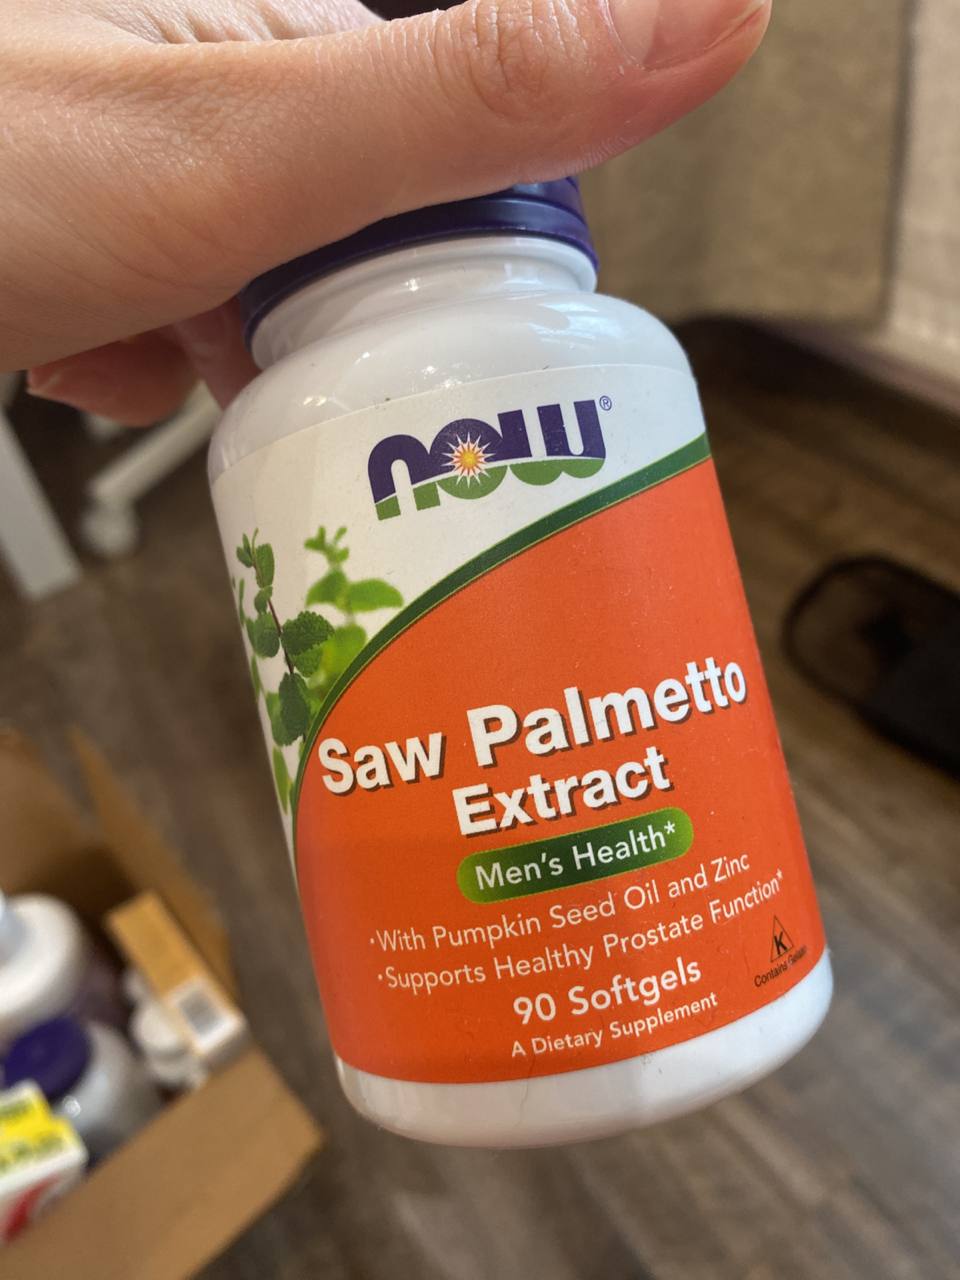 now®
Saw Palmetto
Extract
Men's Health*
•With Pumpkin Seed Oil and Zinc
•Supports Healthy Prostate Function*
90 Softgels
A Dietary Supplement
K
Contains Gelatin